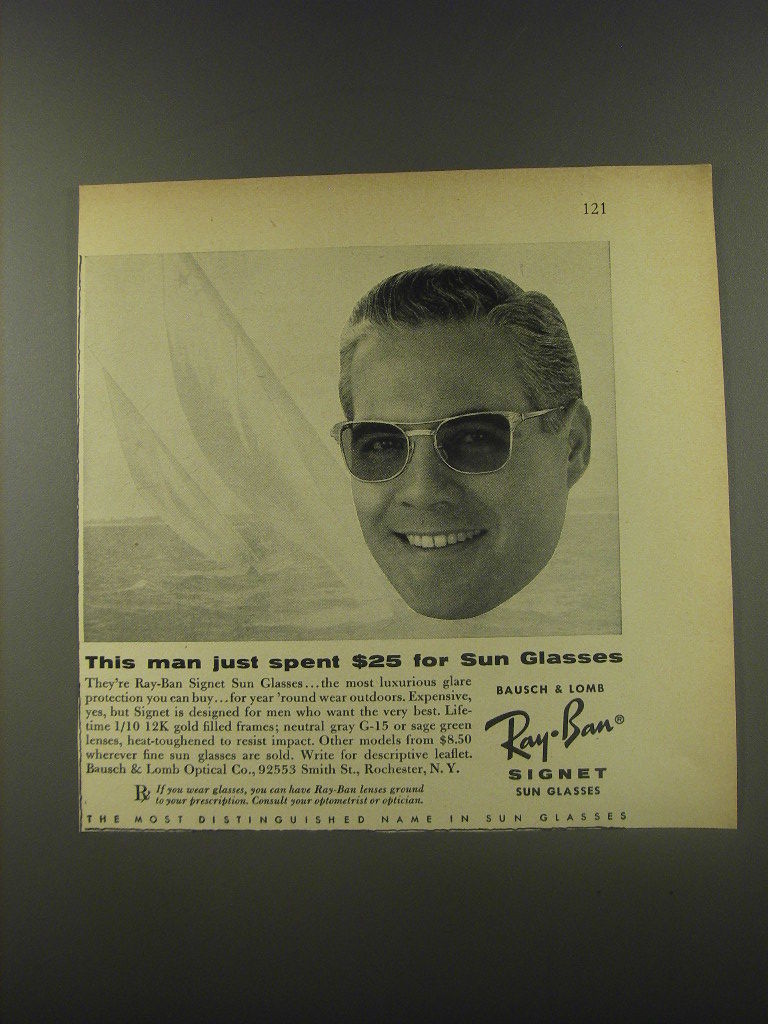 121
This man just spent $25 for Sun Glasses
They're Ray-Ban Signet Sun Glasses...the most luxurious glare
protection you can buy...for year 'round wear outdoors. Expensive,
yes, but Signet is designed for men who want the very best. Life-
time 1/10 12K gold filled frames; neutral gray G-15 or sage green
lenses, heat-toughened to resist impact. Other models from $8.50
wherever fine sun glasses are sold. Write for descriptive leaflet.
Bausch & Lomb Optical Co., 92553 Smith St., Rochester, N. Y.
℞ If you wear glasses, you can have Ray-Ban lenses ground
to your prescription. Consult your optometrist or optician.
BAUSCH & LOMB
Ray-Ban®
SIGNET
SUN GLASSES
THE MOST DISTINGUISHED NAME IN SUN GLASSES